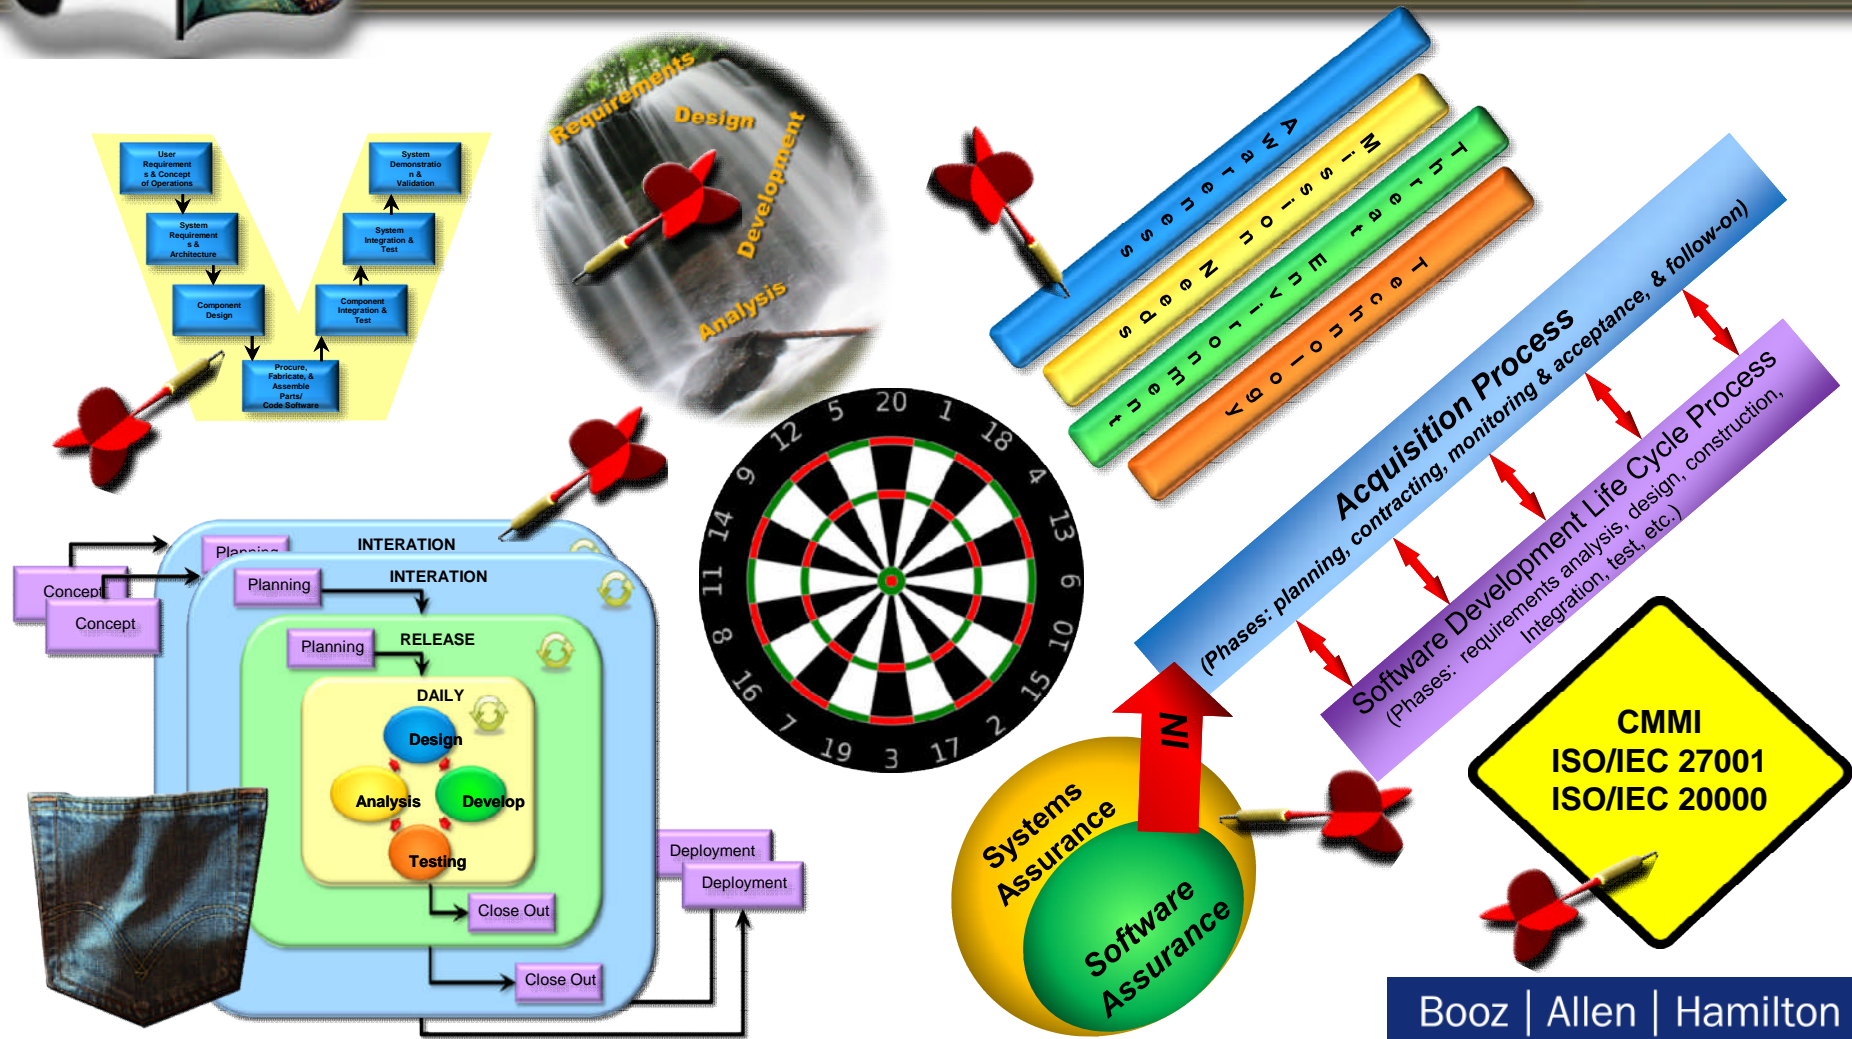 User
Requirement
s & Concept
of Operations
System
Requirement
s &
Architecture
Component
Design
Procure,
Fabricate, &
Assemble
Parts/
Code Software
Component
Integration &
Test
System
Integration &
Test
System
Demonstratio
n &
Validation
Requirements
Design
Development
Analysis
Awareness
Mission Needs
Threat Environment
Technology
Acquisition Process
(Phases: planning, contracting, monitoring & acceptance, & follow-on)
Software Development Life Cycle Process
(Phases: requirements analysis, design, construction,
Integration, test, etc.)
20
1
18
4
13
6
10
15
2
17
3
19
7
16
8
11
14
9
12
5
Concept
Concept
Planning
INTERATION
Planning
INTERATION
Planning
RELEASE
DAILY
Design
Analysis
Develop
Testing
Close Out
Close Out
Deployment
Deployment
IN
Systems
Assurance
Software
Assurance
CMMI
ISO/IEC 27001
ISO/IEC 20000
Booz | Allen | Hamilton